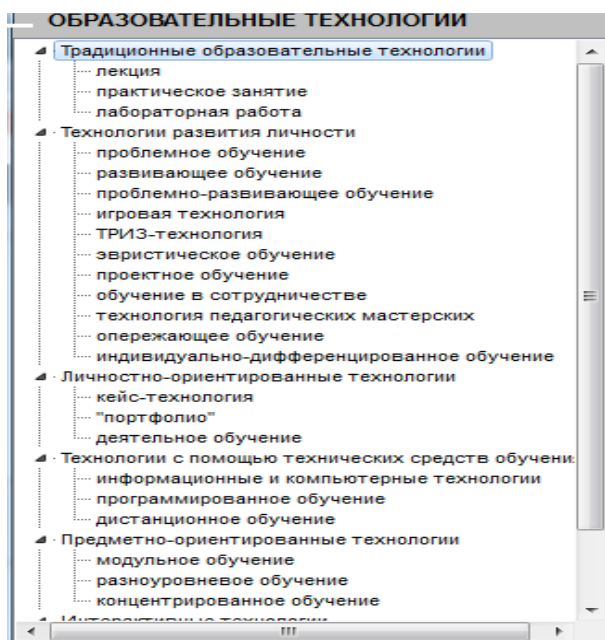 ОБРАЗОВАТЕЛЬНЫЕ ТЕХНОЛОГИИ
Традиционные образовательные технологии
лекция
практическое занятие
лабораторная работа
Технологии развития личности
проблемное обучение
развивающее обучение
проблемно-развивающее обучение
игровая технология
ТРИЗ-технология
эвристическое обучение
проектное обучение
обучение в сотрудничестве
технология педагогических мастерских
опережающее обучение
индивидуально-дифференцированное обучение
Личностно-ориентированные технологии
кейс-технология
"портфолио"
деятельное обучение
Технологии с помощью технических средств обучени
информационные и компьютерные технологии
программированное обучение
дистанционное обучение
Предметно-ориентированные технологии
модульное обучение
разноуровневое обучение
концентрированное обучение
Интерактивные технологии